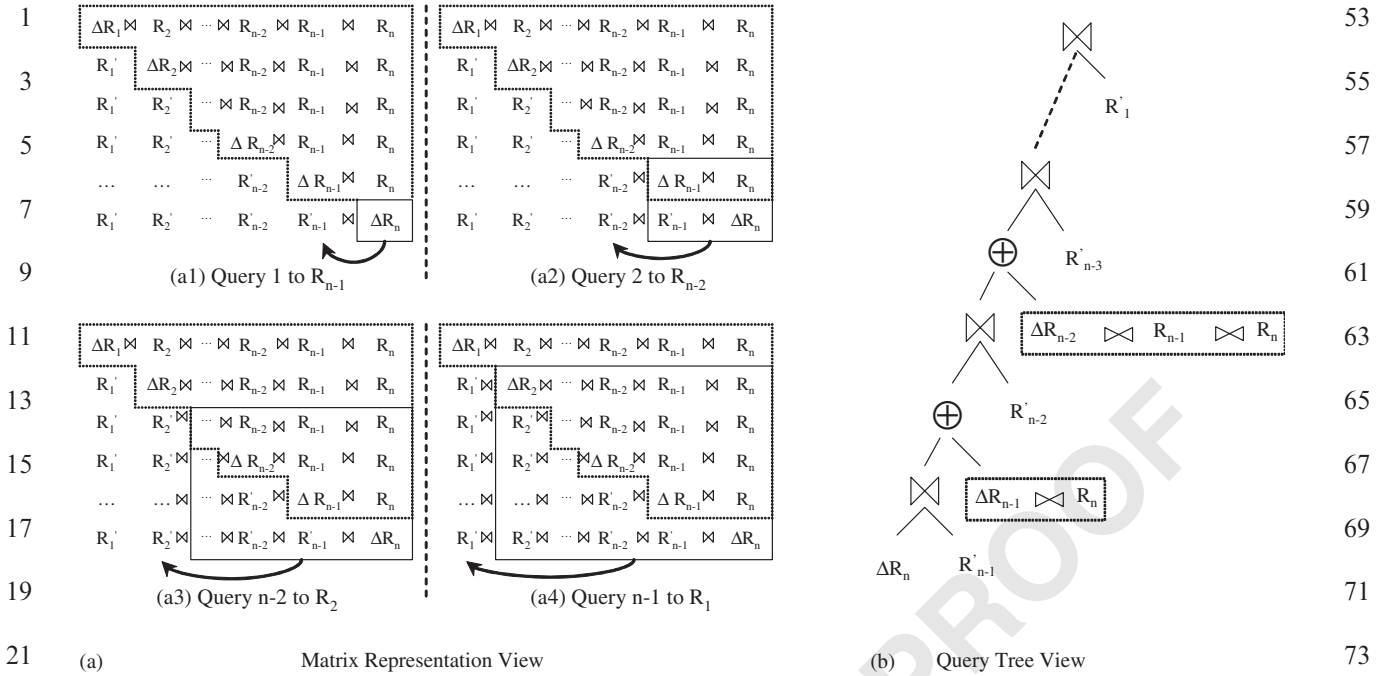 1 53
3 55
5 57
7 59
9 61
11 63
13 65
15 67
17 69
19 71
21 73
ΔR₁ ⋈ R₂ ⋈ ... ⋈ Rₙ₋₂ ⋈ Rₙ₋₁ ⋈ Rₙ
R₁' ΔR₂ ⋈ ... ⋈ Rₙ₋₂ ⋈ Rₙ₋₁ ⋈ Rₙ
R₁' R₂' ... ⋈ Rₙ₋₂ ⋈ Rₙ₋₁ ⋈ Rₙ
R₁' R₂' ... Δ Rₙ₋₂ ⋈ Rₙ₋₁ ⋈ Rₙ
... ... ... R'ₙ₋₂ Δ Rₙ₋₁ ⋈ Rₙ
R₁' R₂' ... R'ₙ₋₂ R'ₙ₋₁ ⋈ ΔRₙ
(a1) Query 1 to Rₙ₋₁
ΔR₁ ⋈ R₂ ⋈ ... ⋈ Rₙ₋₂ ⋈ Rₙ₋₁ ⋈ Rₙ
R₁' ΔR₂ ⋈ ... ⋈ Rₙ₋₂ ⋈ Rₙ₋₁ ⋈ Rₙ
R₁' R₂' ... ⋈ Rₙ₋₂ ⋈ Rₙ₋₁ ⋈ Rₙ
R₁' R₂' ... Δ Rₙ₋₂ ⋈ Rₙ₋₁ ⋈ Rₙ
... ... ... R'ₙ₋₂ ⋈ Δ Rₙ₋₁ ⋈ Rₙ
R₁' R₂' ... R'ₙ₋₂ ⋈ R'ₙ₋₁ ⋈ ΔRₙ
(a2) Query 2 to Rₙ₋₂
ΔR₁ ⋈ R₂ ⋈ ... ⋈ Rₙ₋₂ ⋈ Rₙ₋₁ ⋈ Rₙ
R₁' ΔR₂ ⋈ ... ⋈ Rₙ₋₂ ⋈ Rₙ₋₁ ⋈ Rₙ
R₁' R₂' ⋈ ... ⋈ Rₙ₋₂ ⋈ Rₙ₋₁ ⋈ Rₙ
R₁' R₂' ⋈ ... ⋈ Δ Rₙ₋₂ ⋈ Rₙ₋₁ ⋈ Rₙ
... ... ⋈ ... ⋈ R'ₙ₋₂ ⋈ Δ Rₙ₋₁ ⋈ Rₙ
R₁' R₂' ⋈ ... ⋈ R'ₙ₋₂ ⋈ R'ₙ₋₁ ⋈ ΔRₙ
(a3) Query n-2 to R₂
ΔR₁ ⋈ R₂ ⋈ ... ⋈ Rₙ₋₂ ⋈ Rₙ₋₁ ⋈ Rₙ
R₁' ⋈ ΔR₂ ⋈ ... ⋈ Rₙ₋₂ ⋈ Rₙ₋₁ ⋈ Rₙ
R₁' ⋈ R₂' ⋈ ... ⋈ Rₙ₋₂ ⋈ Rₙ₋₁ ⋈ Rₙ
R₁' ⋈ R₂' ⋈ ... ⋈ Δ Rₙ₋₂ ⋈ Rₙ₋₁ ⋈ Rₙ
... ⋈ ... ⋈ ... ⋈ R'ₙ₋₂ ⋈ Δ Rₙ₋₁ ⋈ Rₙ
R₁' ⋈ R₂' ⋈ ... ⋈ R'ₙ₋₂ ⋈ R'ₙ₋₁ ⋈ ΔRₙ
(a4) Query n-1 to R₁
(a) Matrix Representation View
⋈
R'₁
⋈
⊕ R'ₙ₋₃
⋈ ΔRₙ₋₂ ⋈ Rₙ₋₁ ⋈ Rₙ
⊕ R'ₙ₋₂
⋈ ΔRₙ₋₁ ⋈ Rₙ
ΔRₙ R'ₙ₋₁
(b) Query Tree View
PROOF